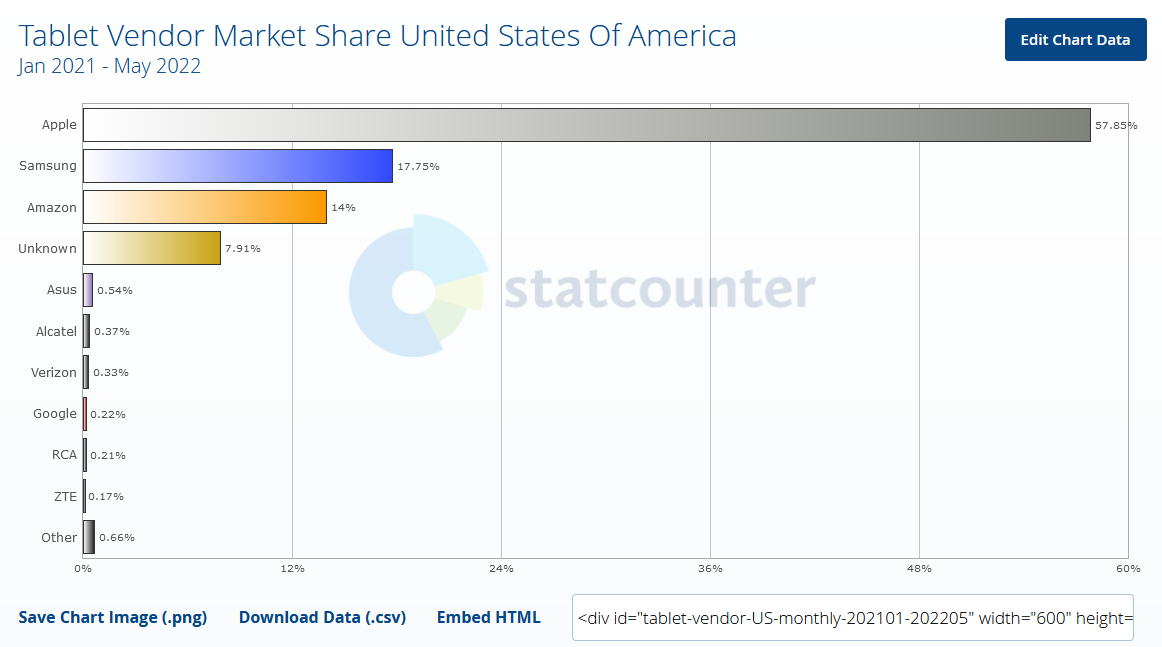 Tablet Vendor Market Share United States Of America
Jan 2021 - May 2022
Edit Chart Data
Apple 57.85%
Samsung 17.75%
Amazon 14%
Unknown 7.91%
Asus 0.54%
Alcatel 0.37%
Verizon 0.33%
Google 0.22%
RCA 0.21%
ZTE 0.17%
Other 0.66%
statcounter
0% 12% 24% 36% 48% 60%
Save Chart Image (.png) Download Data (.csv) Embed HTML <div id="tablet-vendor-US-monthly-202101-202205" width="600" height=